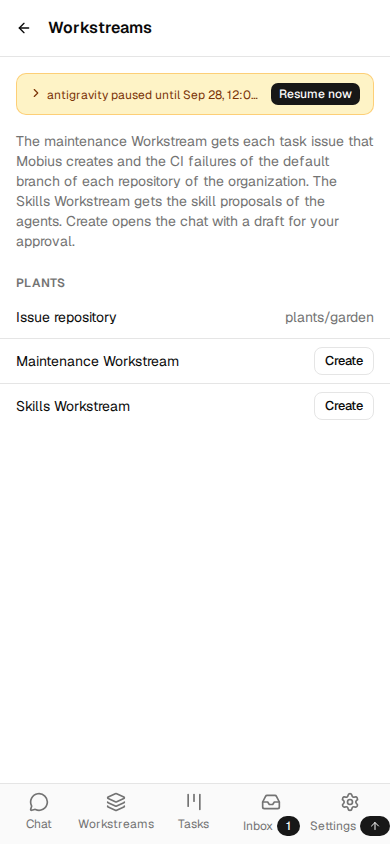 Workstreams
antigravity paused until Sep 28, 12:0...
Resume now
The maintenance Workstream gets each task issue that
Mobius creates and the CI failures of the default
branch of each repository of the organization. The
Skills Workstream gets the skill proposals of the
agents. Create opens the chat with a draft for your
approval.
PLANTS
Issue repository
plants/garden
Maintenance Workstream
Create
Skills Workstream
Create
Chat
Workstreams
Tasks
Inbox 1
Settings